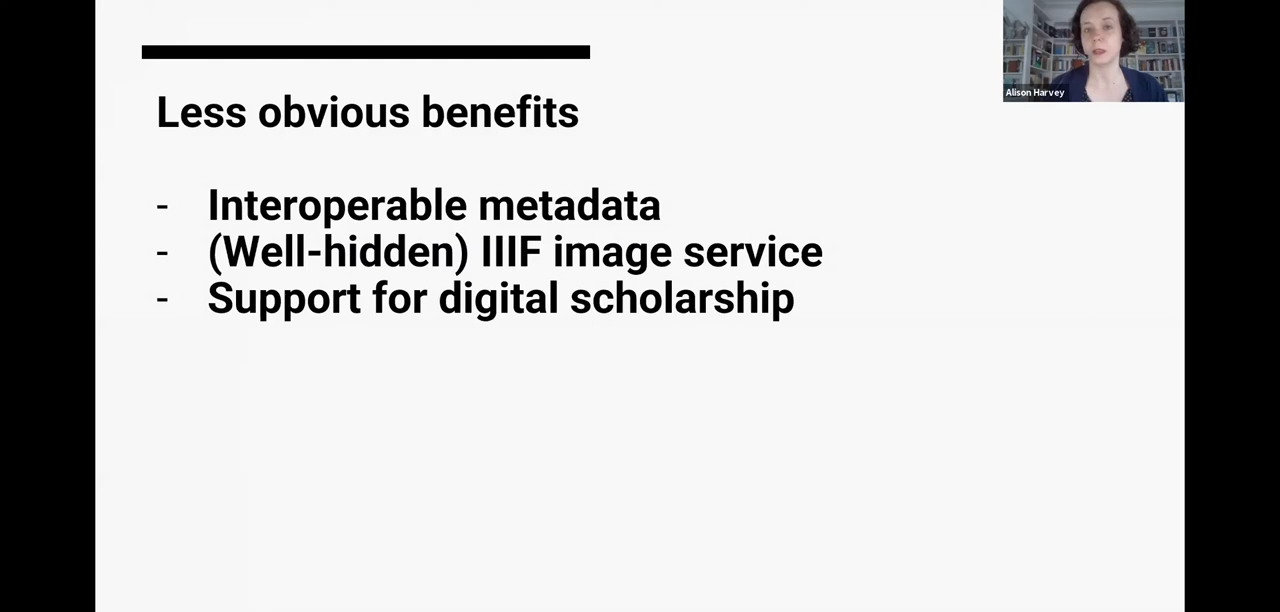 Alison Harvey
Less obvious benefits
- Interoperable metadata
- (Well-hidden) IIIF image service
- Support for digital scholarship